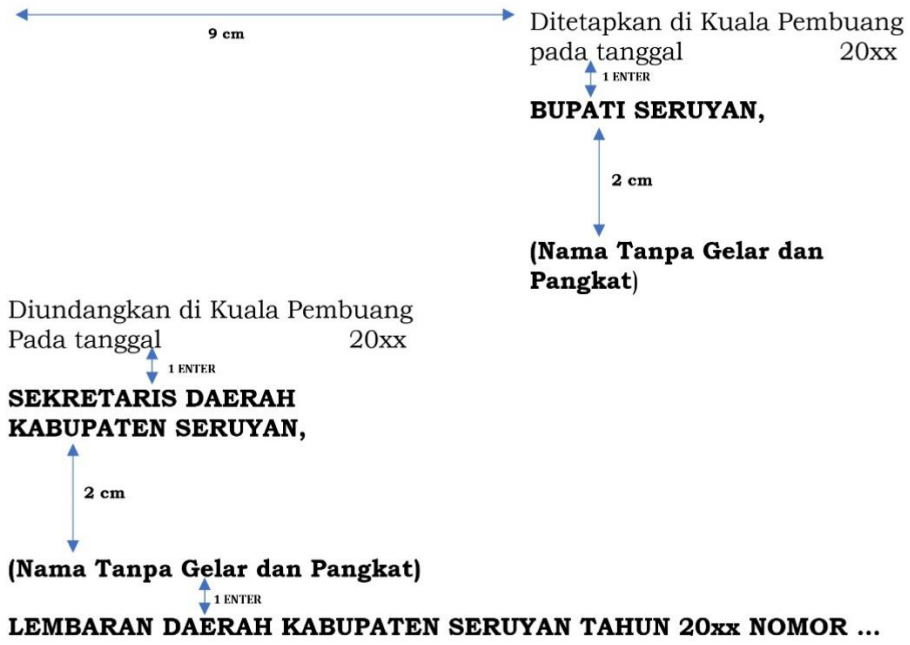 9 cm
Ditetapkan di Kuala Pembuang
pada tanggal 20xx
1 ENTER
BUPATI SERUYAN,
2 cm
(Nama Tanpa Gelar dan
Pangkat)
Diundangkan di Kuala Pembuang
Pada tanggal 20xx
1 ENTER
SEKRETARIS DAERAH
KABUPATEN SERUYAN,
2 cm
(Nama Tanpa Gelar dan Pangkat)
1 ENTER
LEMBARAN DAERAH KABUPATEN SERUYAN TAHUN 20xx NOMOR ...